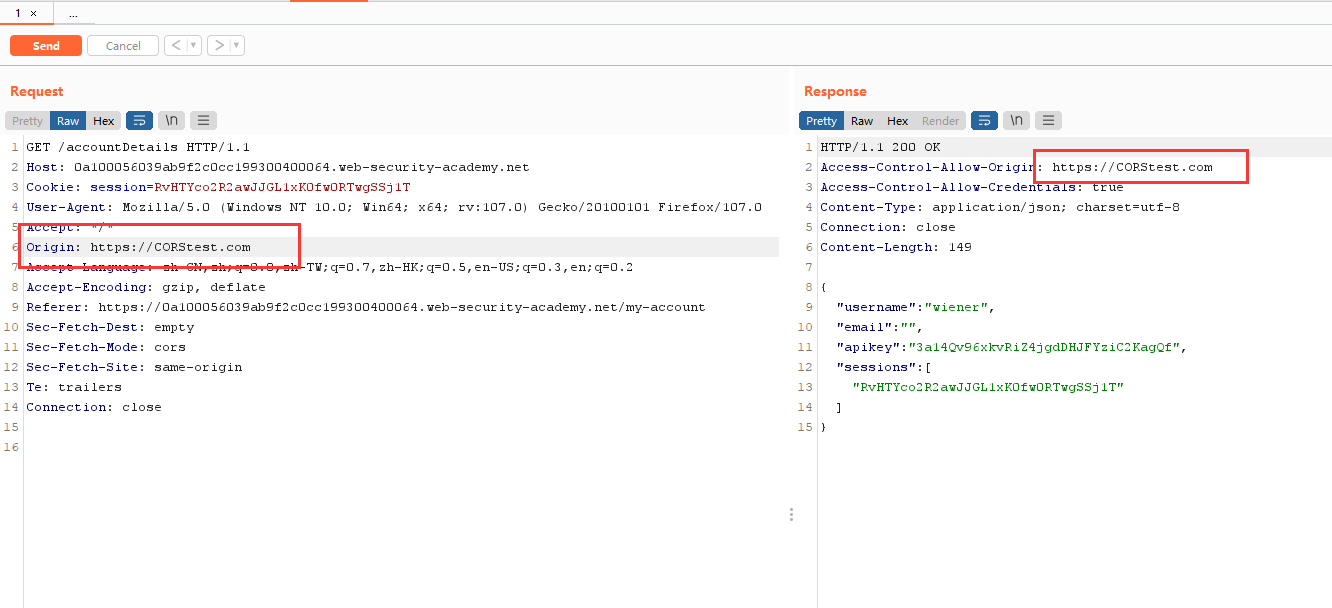 1 × ...
Send Cancel < ▾ > ▾
Request
Pretty Raw Hex \n
1 GET /accountDetails HTTP/1.1
2 Host: 0a100056039ab9f2c0cc199300400064.web-security-academy.net
3 Cookie: session=RvHTYco2R2awJJGL1xK0fw0RTwgSSj1T
4 User-Agent: Mozilla/5.0 (Windows NT 10.0; Win64; x64; rv:107.0) Gecko/20100101 Firefox/107.0
5 Accept: */*
6 Origin: https://CORStest.com
7 Accept-Language: zh-CN,zh;q=0.8,zh-TW;q=0.7,zh-HK;q=0.5,en-US;q=0.3,en;q=0.2
8 Accept-Encoding: gzip, deflate
9 Referer: https://0a100056039ab9f2c0cc199300400064.web-security-academy.net/my-account
10 Sec-Fetch-Dest: empty
11 Sec-Fetch-Mode: cors
12 Sec-Fetch-Site: same-origin
13 Te: trailers
14 Connection: close
15
16
Response
Pretty Raw Hex Render \n
1 HTTP/1.1 200 OK
2 Access-Control-Allow-Origin: https://CORStest.com
3 Access-Control-Allow-Credentials: true
4 Content-Type: application/json; charset=utf-8
5 Connection: close
6 Content-Length: 149
7
8 {
9 "username":"wiener",
10 "email":"",
11 "apikey":"3a14Qv96xkvRiZ4jgdDHJFYziC2KagQf",
12 "sessions":[
13 "RvHTYco2R2awJJGL1xK0fw0RTwgSSj1T"
14 ]
15 }